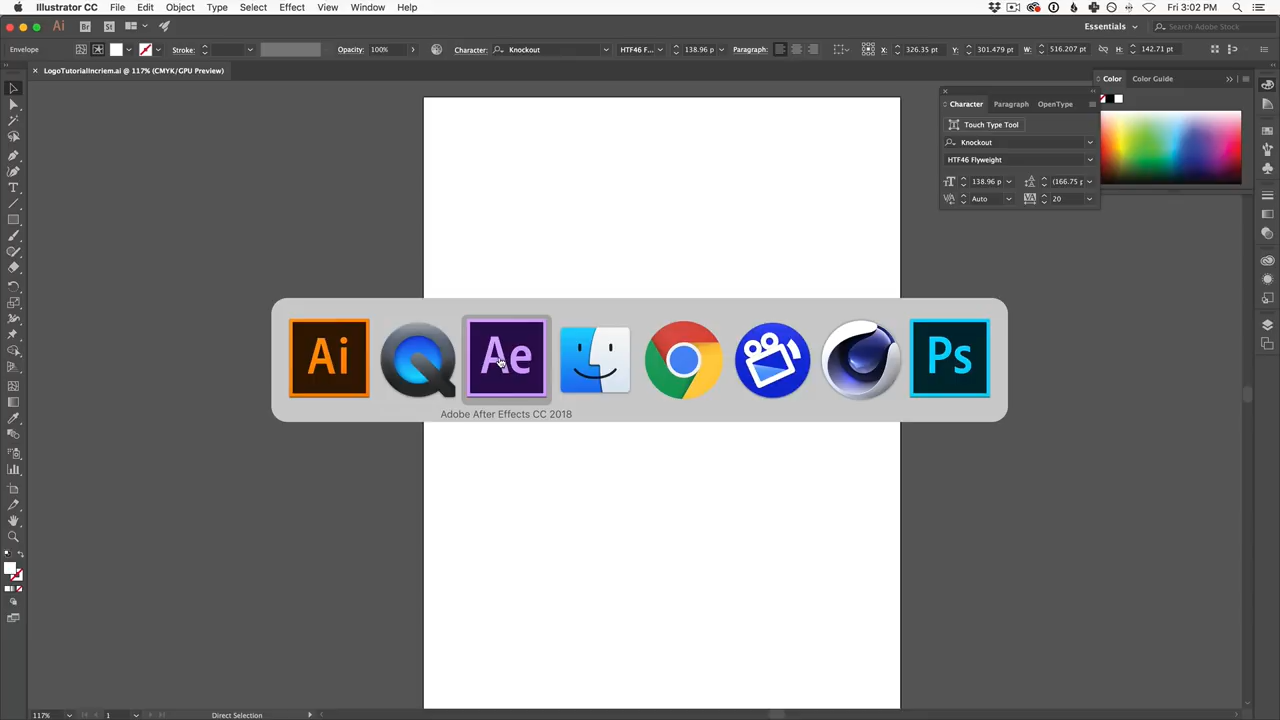 Illustrator CC File Edit Object Type Select Effect View Window Help
Fri 3:02 PM
Ai Br St
Essentials
Search Adobe Stock
Envelope Stroke: Opacity: 100% Character: Knockout HTF46 F... 138.96 p Paragraph: X: 326.35 pt Y: 301.479 pt W: 516.207 pt H: 142.71 pt
LogoTutorialIncriem.ai @ 117% (CMYK/GPU Preview)
Color Color Guide
Character Paragraph OpenType
Touch Type Tool
Knockout
HTF46 Flyweight
138.96 p (166.75 p
Auto 20
Ai Ae Ps
Adobe After Effects CC 2018
117% 1 Direct Selection